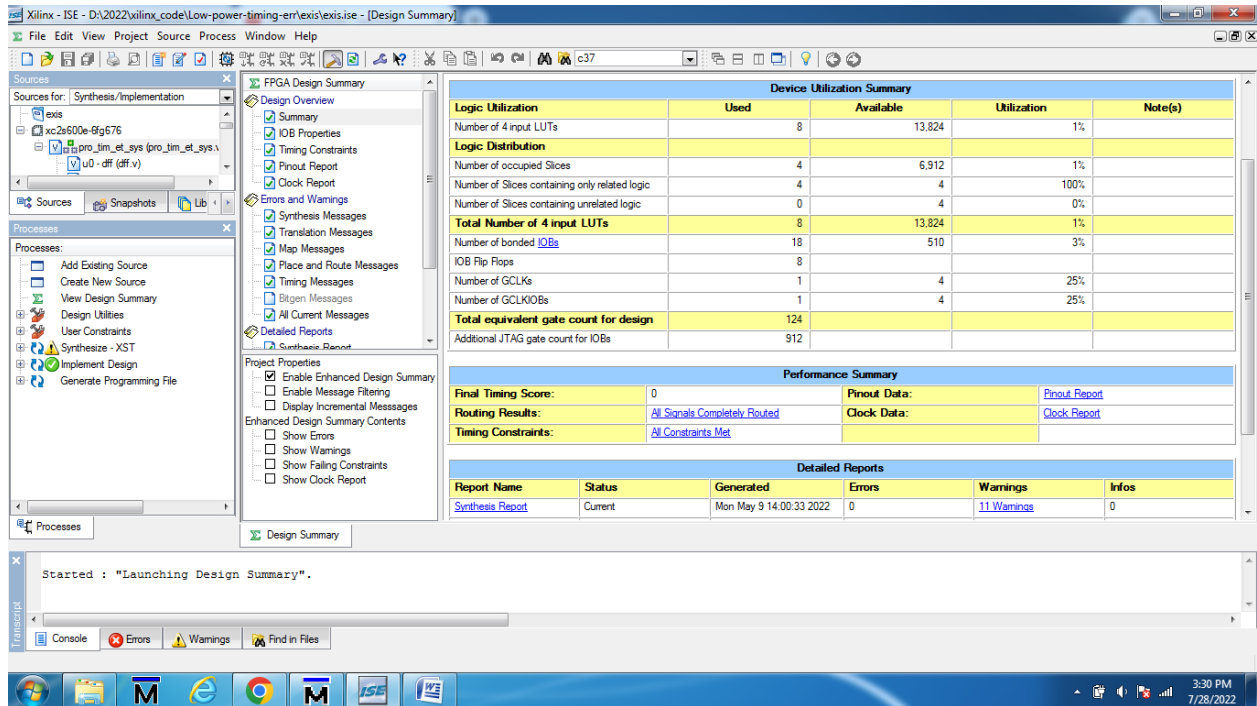 Xilinx - ISE - D:\2022\xilinx_code\Low-power-timing-err\exis\exis.ise - [Design Summary]
File Edit View Project Source Process Window Help
c37
Sources
Sources for: Synthesis/Implementation
exis
xc2s600e-6fg676
pro_tim_et_sys (pro_tim_et_sys.v
u0 - dff (dff.v)
Sources Snapshots Lib
Processes
Processes:
Add Existing Source
Create New Source
View Design Summary
Design Utilities
User Constraints
Synthesize - XST
Implement Design
Generate Programming File
Processes
FPGA Design Summary
Design Overview
Summary
IOB Properties
Timing Constraints
Pinout Report
Clock Report
Errors and Warnings
Synthesis Messages
Translation Messages
Map Messages
Place and Route Messages
Timing Messages
Bitgen Messages
All Current Messages
Detailed Reports
Synthesis Report
Project Properties
Enable Enhanced Design Summary
Enable Message Filtering
Display Incremental Messsages
Enhanced Design Summary Contents
Show Errors
Show Warnings
Show Failing Constraints
Show Clock Report
Design Summary
Device Utilization Summary
Logic Utilization Used Available Utilization Note(s)
Number of 4 input LUTs 8 13,824 1%
Logic Distribution
Number of occupied Slices 4 6,912 1%
Number of Slices containing only related logic 4 4 100%
Number of Slices containing unrelated logic 0 4 0%
Total Number of 4 input LUTs 8 13,824 1%
Number of bonded IOBs 18 510 3%
IOB Flip Flops 8
Number of GCLKs 1 4 25%
Number of GCLKIOBs 1 4 25%
Total equivalent gate count for design 124
Additional JTAG gate count for IOBs 912
Performance Summary
Final Timing Score: 0 Pinout Data: Pinout Report
Routing Results: All Signals Completely Routed Clock Data: Clock Report
Timing Constraints: All Constraints Met
Detailed Reports
Report Name Status Generated Errors Warnings Infos
Synthesis Report Current Mon May 9 14:00:33 2022 0 11 Warnings 0
Started : "Launching Design Summary".
Transcript
Console Errors Warnings Find in Files
ISE
3:30 PM
7/28/2022